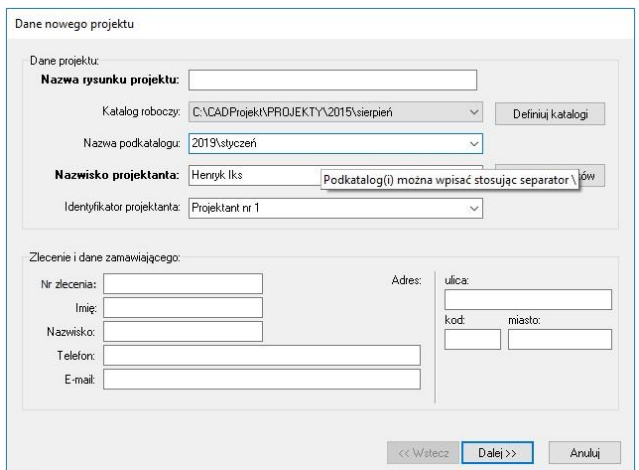 Dane nowego projektu
Dane projektu:
Nazwa rysunku projektu:
Katalog roboczy: C:\CADProjekt\PROJEKTY\2015\sierpień Definiuj katalogi
Nazwa podkatalogu: 2019\styczeń
Nazwisko projektanta: Henryk Iks
Podkatalog(i) można wpisać stosując separator \
Identyfikator projektanta: Projektant nr 1
Zlecenie i dane zamawiającego:
Nr zlecenia: Adres: ulica:
Imię:
kod: miasto:
Nazwisko:
Telefon:
E-mail:
<< Wstecz Dalej >> Anuluj